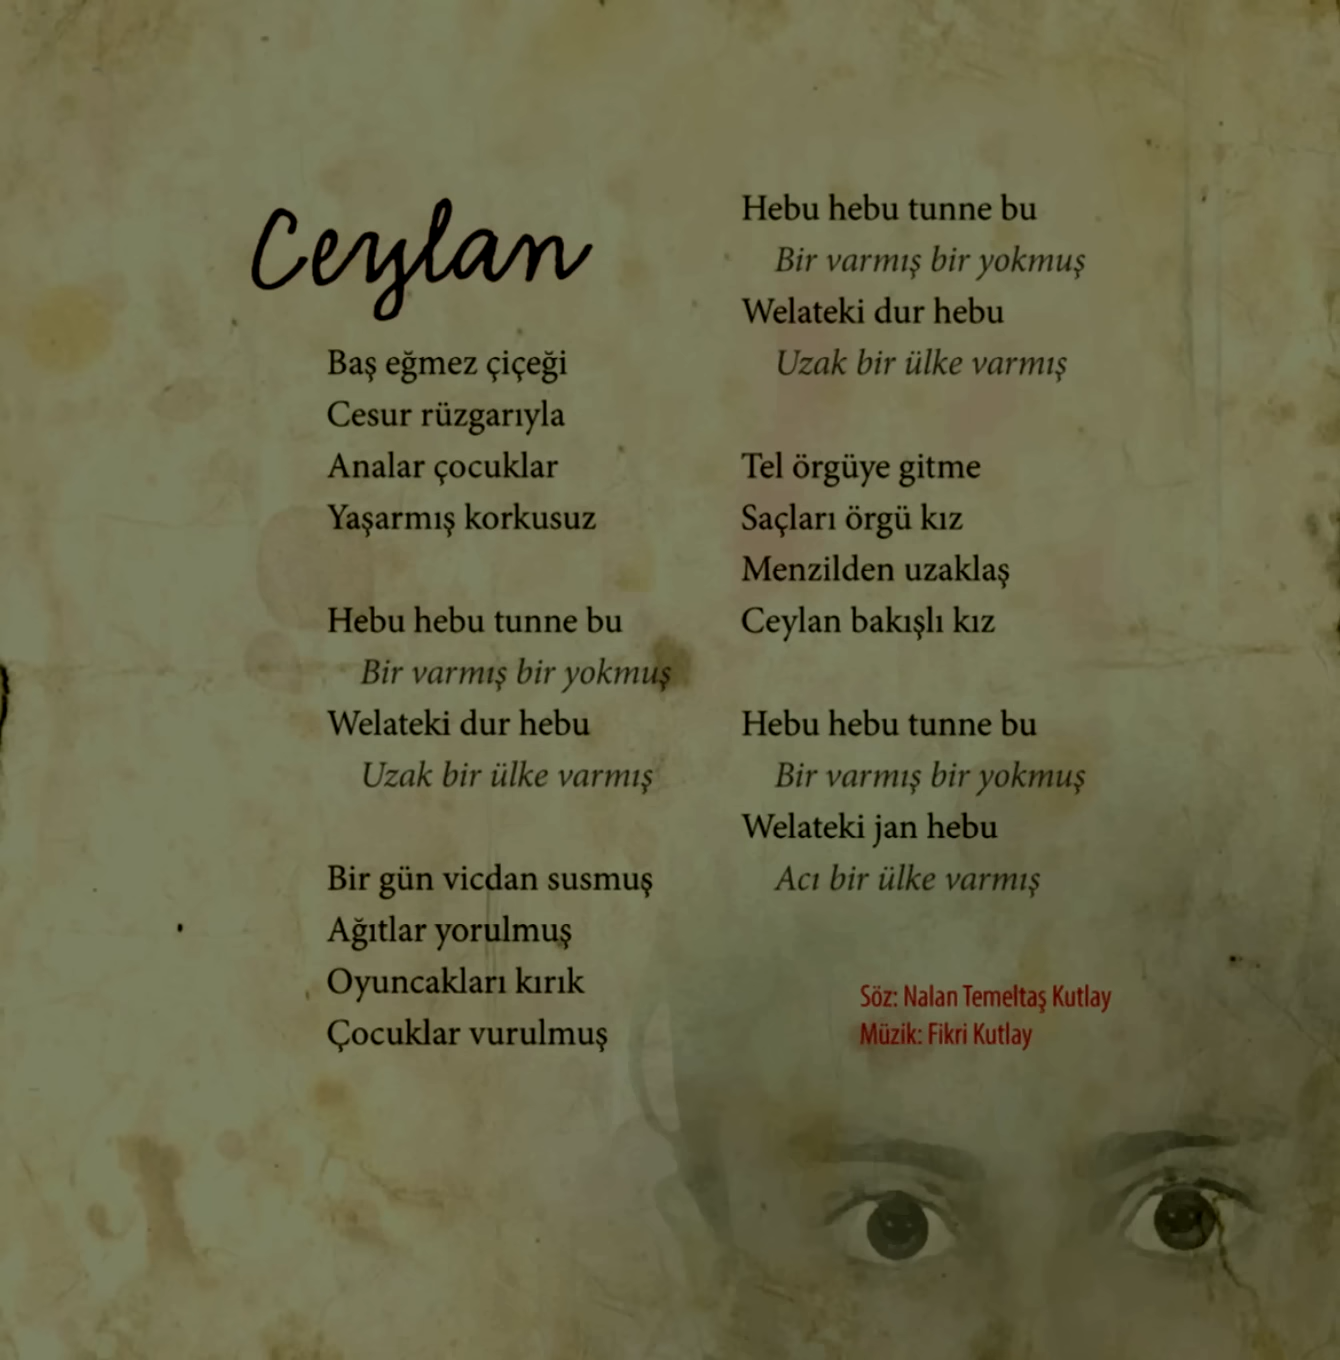 Ceylan
Baş eğmez çiçeği
Cesur rüzgarıyla
Analar çocuklar
Yaşarmış korkusuz
Hebu hebu tunne bu
Bir varmış bir yokmuş
Welateki dur hebu
Uzak bir ülke varmış
Bir gün vicdan susmuş
Ağıtlar yorulmuş
Oyuncakları kırık
Çocuklar vurulmuş
Hebu hebu tunne bu
Bir varmış bir yokmuş
Welateki dur hebu
Uzak bir ülke varmış
Tel örgüye gitme
Saçları örgü kız
Menzilden uzaklaş
Ceylan bakışlı kız
Hebu hebu tunne bu
Bir varmış bir yokmuş
Welateki jan hebu
Acı bir ülke varmış
Söz: Nalan Temeltaş Kutlay
Müzik: Fikri Kutlay